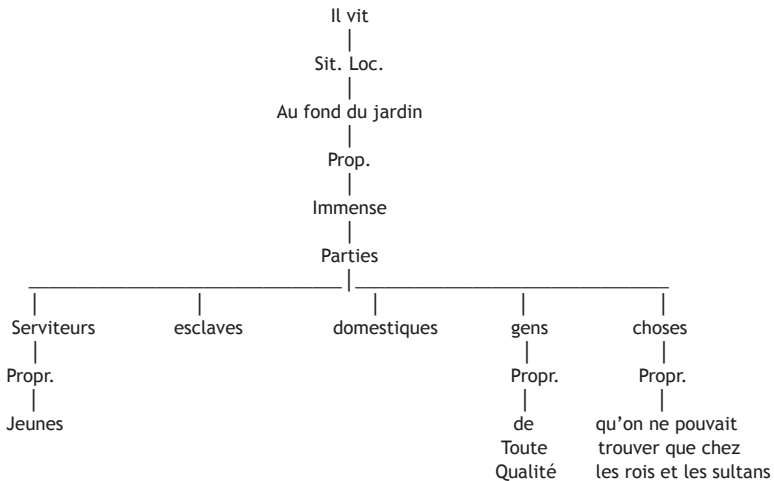 Il vit
Sit. Loc.
Au fond du jardin
Prop.
Immense
Parties
Serviteurs esclaves domestiques gens choses
Propr. Propr. Propr.
Jeunes de qu’on ne pouvait
Toute trouver que chez
Qualité les rois et les sultans